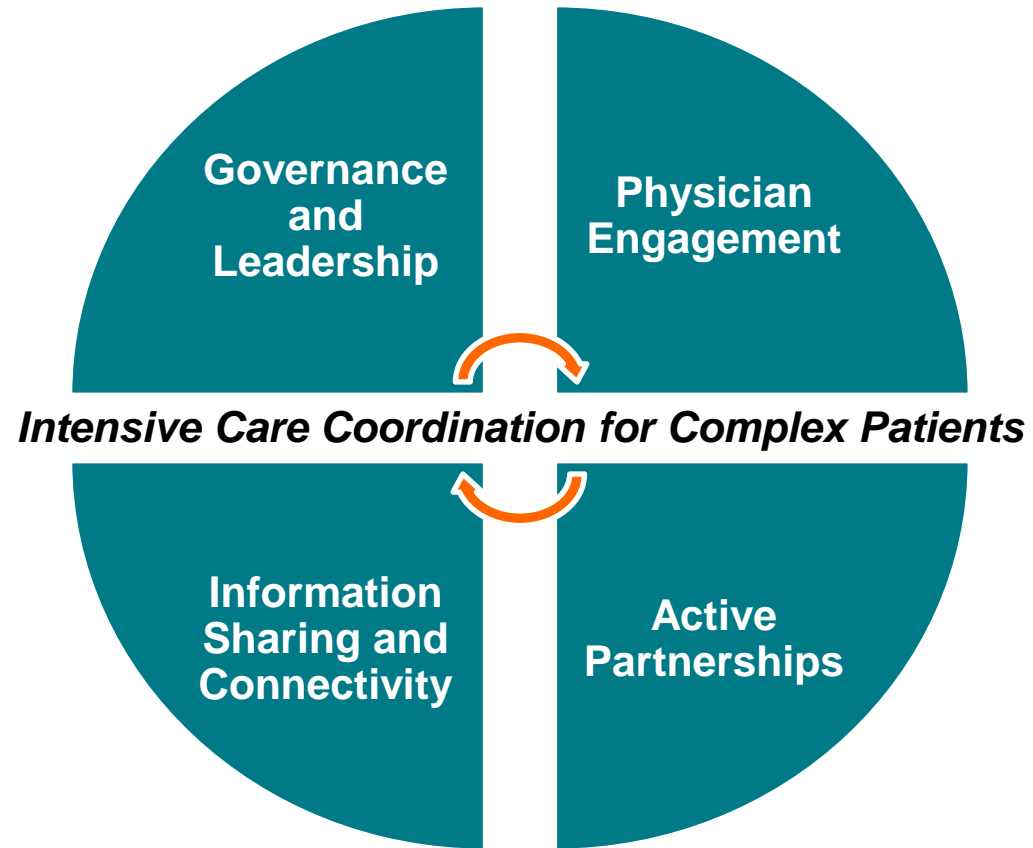 Governance
and
Leadership
Physician
Engagement
Intensive Care Coordination for Complex Patients
Information
Sharing and
Connectivity
Active
Partnerships